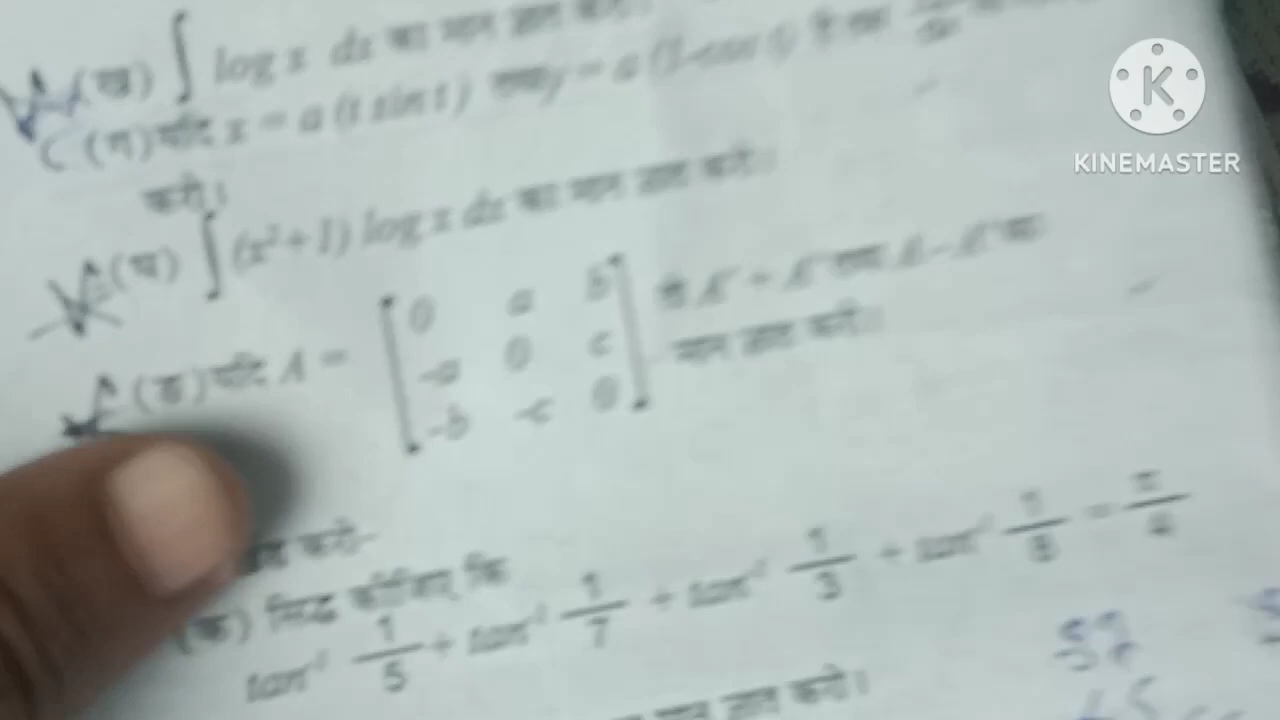 (ख) ∫ log x dx का मान ज्ञात करो।
C (ग) यदि x = a (t sin t) तथा y = a (1-cos t) है तब
करो।
(घ) ∫ (x²+1) log x dx का मान ज्ञात करो।
(ङ) यदि A = [0 a b
-a 0 c
-b -c 0]
मान ज्ञात करो।
करो-
(क) सिद्ध कीजिए कि
tan⁻¹ 1/5 + tan⁻¹ 1/7 + tan⁻¹ 1/3 + tan⁻¹ 1/8 = π/4
मान ज्ञात करो।
KINEMASTER